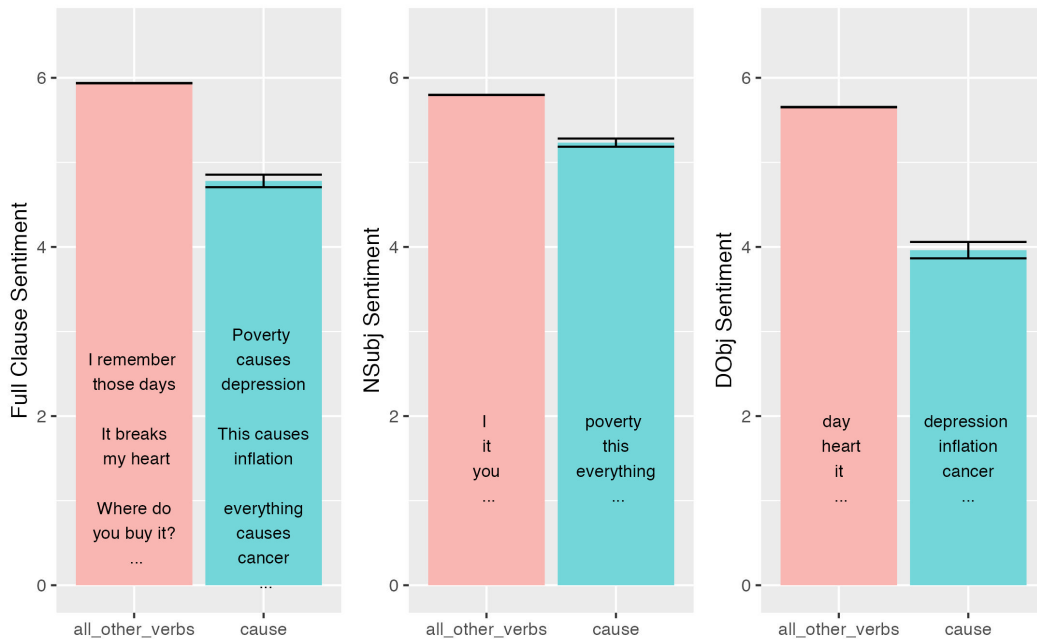 Full Clause Sentiment
6
4
2
0
I remember
those days
It breaks
my heart
Where do
you buy it?
...
Poverty
causes
depression
This causes
inflation
everything
causes
cancer
...
all_other_verbs
cause
NSubj Sentiment
6
4
2
0
I
it
you
...
poverty
this
everything
...
all_other_verbs
cause
DObj Sentiment
6
4
2
0
day
heart
it
...
depression
inflation
cancer
...
all_other_verbs
cause